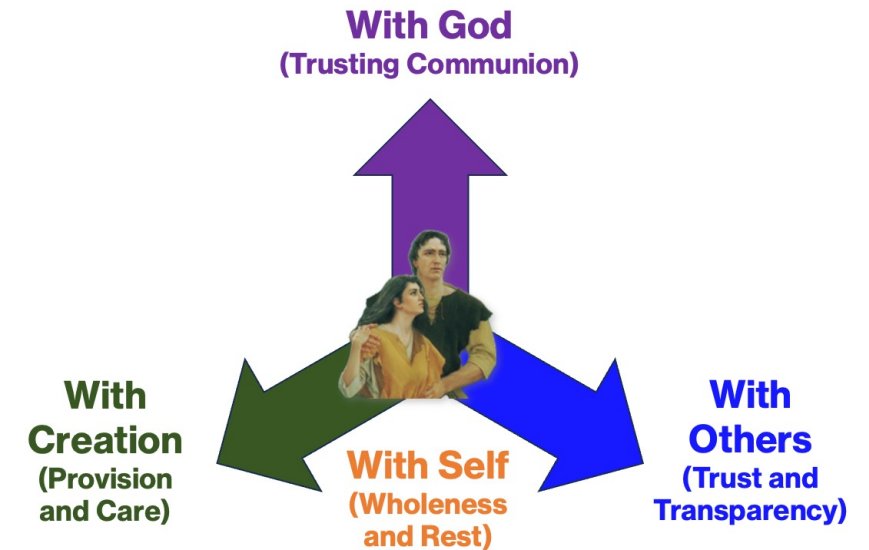 With God
(Trusting Communion)
With
Creation
(Provision
and Care)
With Self
(Wholeness
and Rest)
With
Others
(Trust and
Transparency)